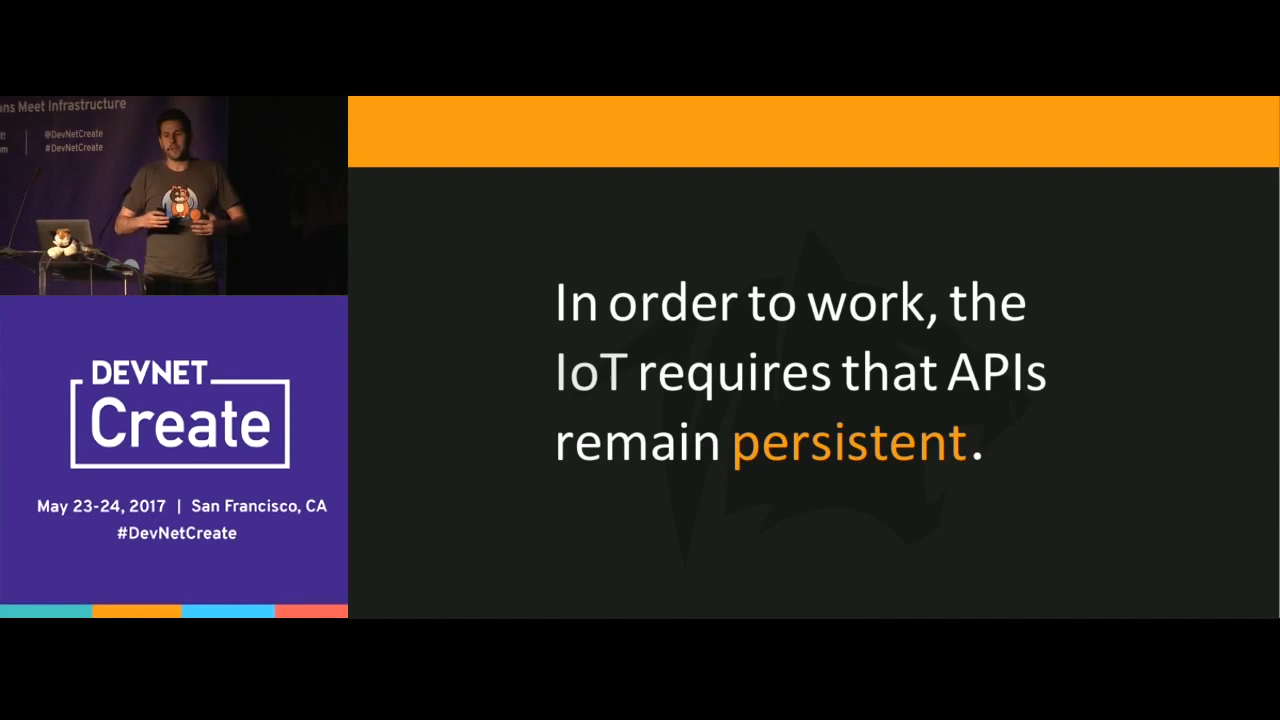 ons Meet Infrastructure
@DevNetCreate
#DevNetCreate
In order to work, the
IoT requires that APIs
remain persistent.
DEVNET
Create
May 23-24, 2017 | San Francisco, CA
#DevNetCreate